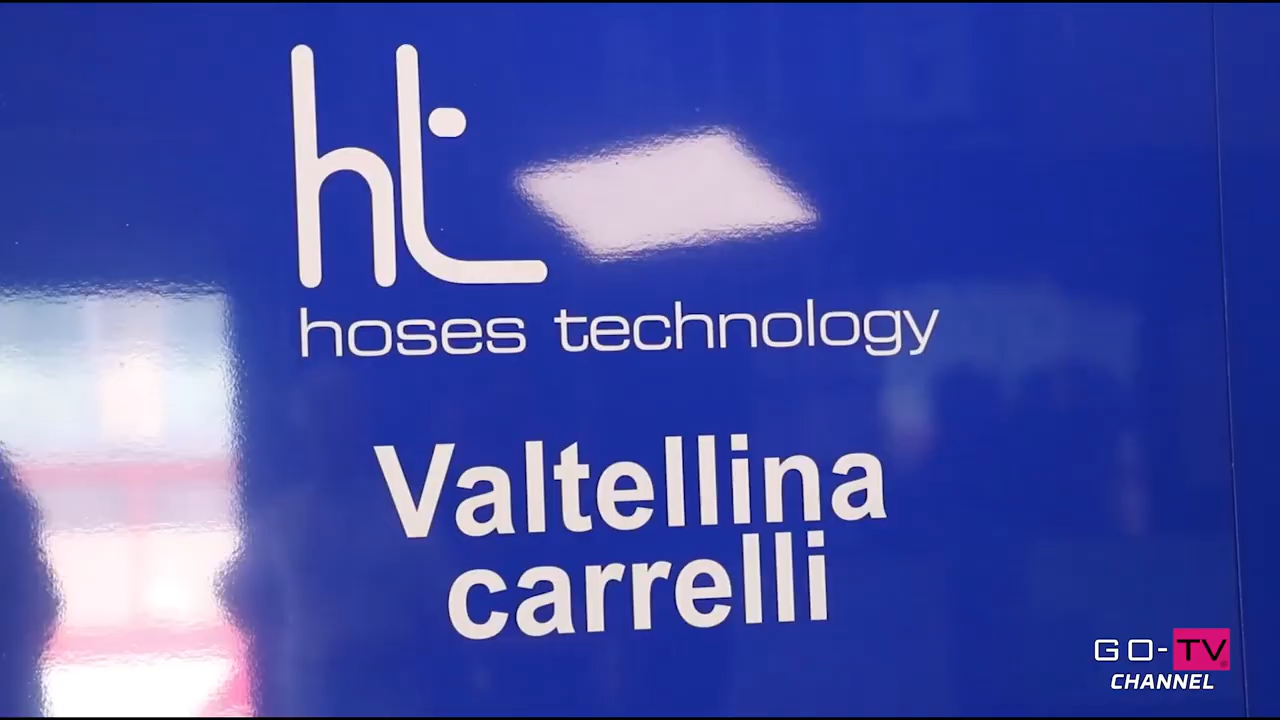 ht
hoses technology
Valtellina
carrelli
GO-TV
CHANNEL